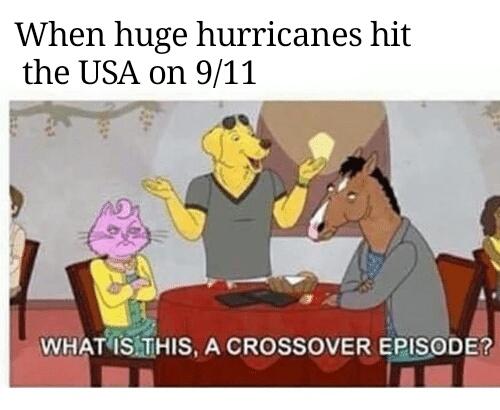 When huge hurricanes hit
the USA on 9/11
WHAT IS THIS, A CROSSOVER EPISODE?